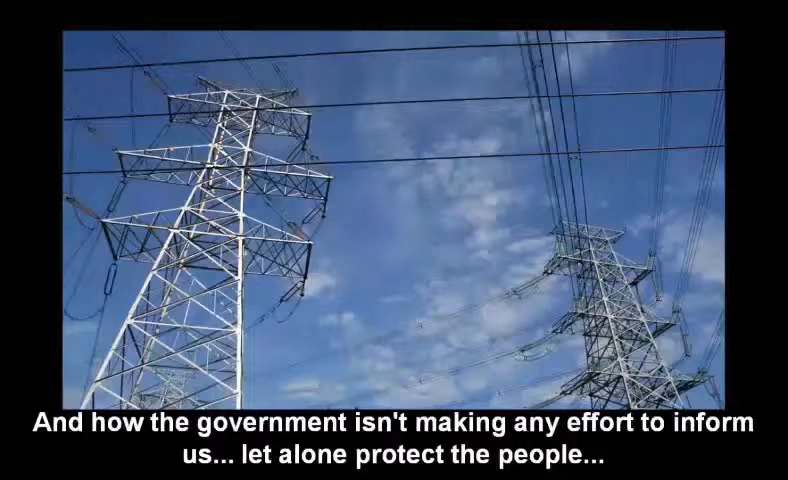 And how the government isn't making any effort to inform
us... let alone protect the people...